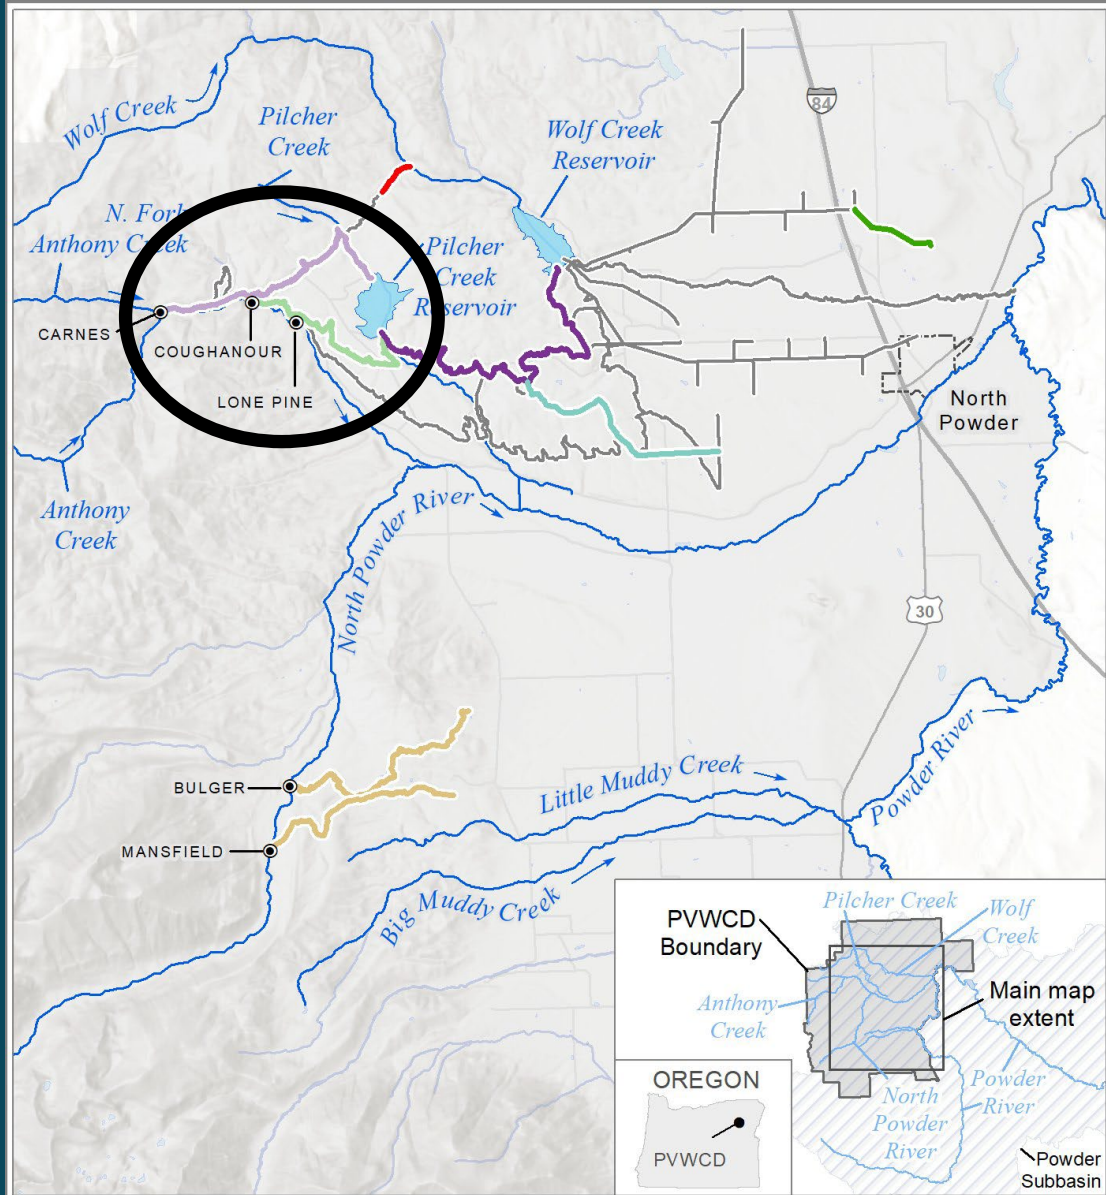 84
Wolf Creek
Pilcher
Creek
Wolf Creek
Reservoir
N. Fork
Anthony Creek
Pilcher
Creek
Reservoir
CARNES
COUGHANOUR
LONE PINE
North
Powder
Anthony
Creek
North Powder River
30
Powder River
BULGER
Little Muddy Creek
MANSFIELD
Big Muddy Creek
PVWCD
Boundary
Pilcher Creek
Wolf
Creek
Anthony
Creek
Main map
extent
OREGON
PVWCD
North
Powder
River
Powder
River
Powder
Subbasin